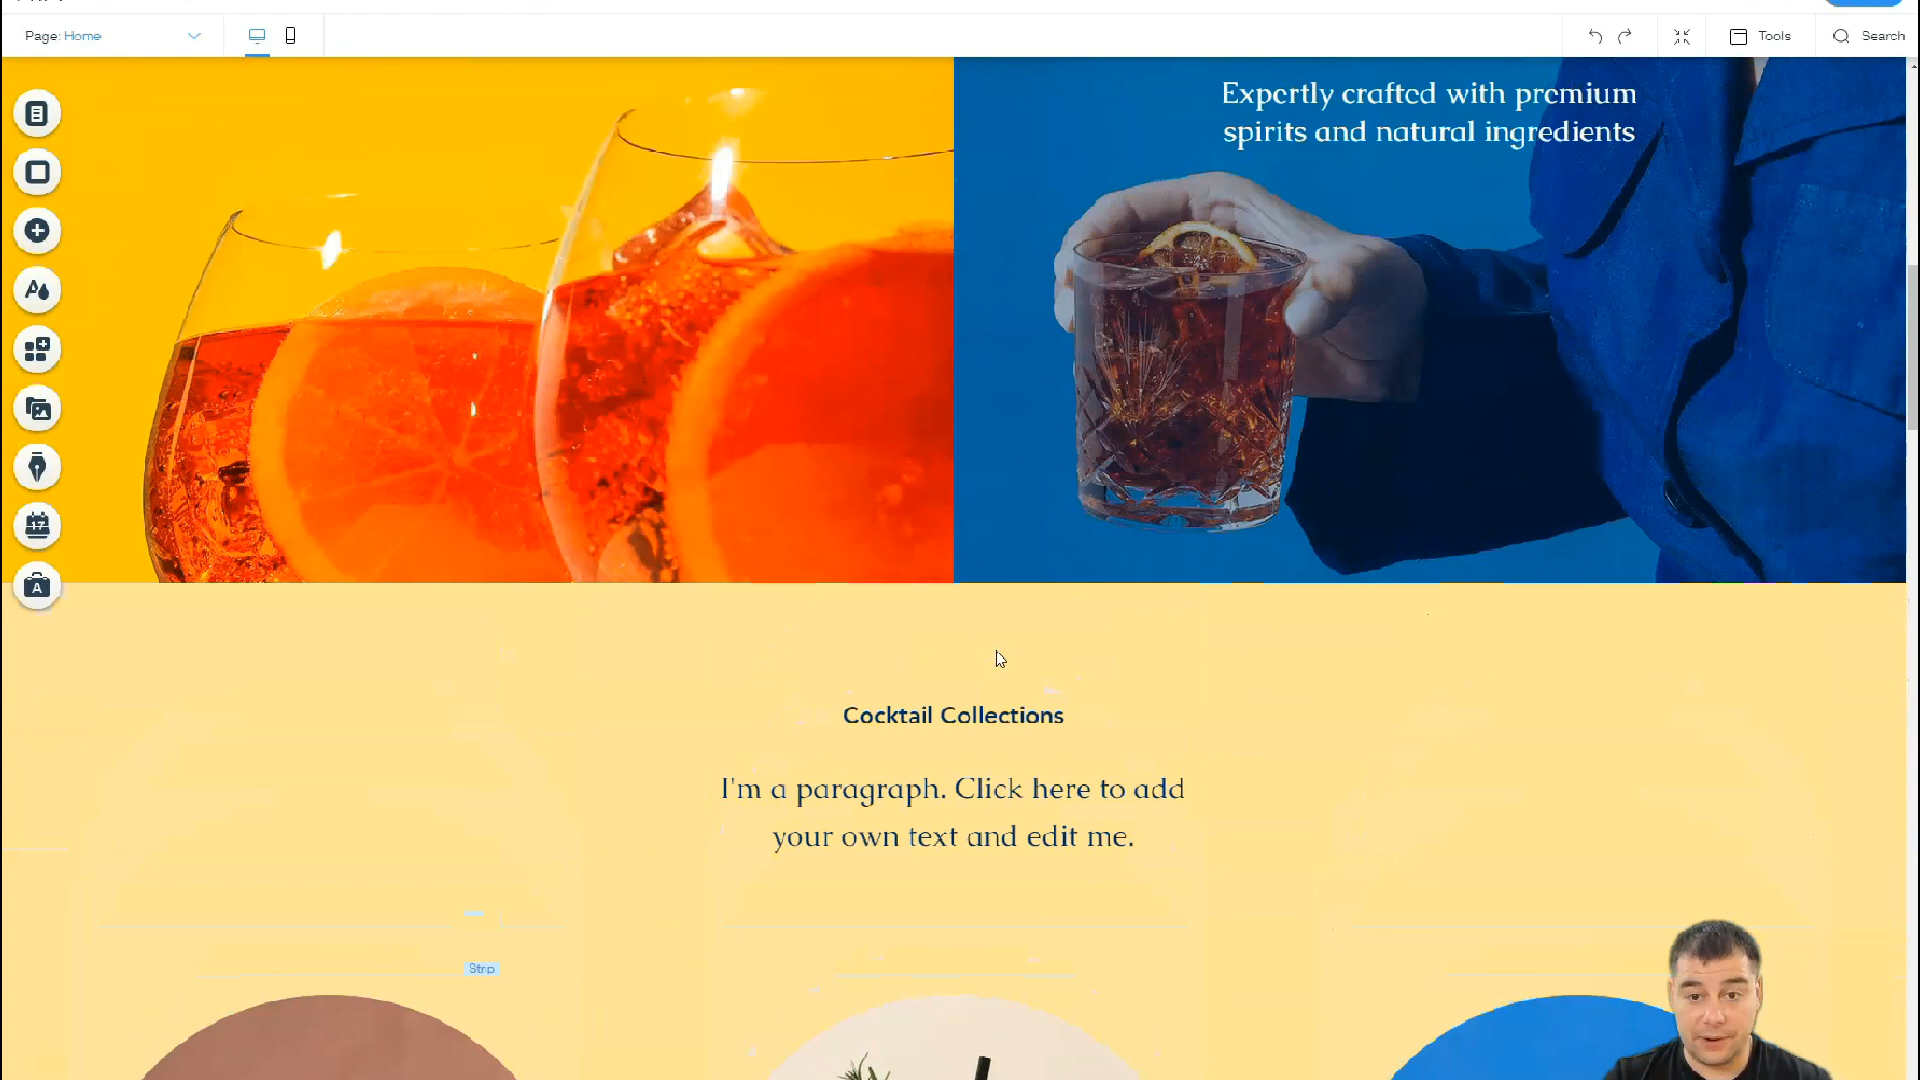 Page: Home
Tools
Search
Expertly crafted with premium
spirits and natural ingredients
17
A
Cocktail Collections
I'm a paragraph. Click here to add
your own text and edit me.
Strip